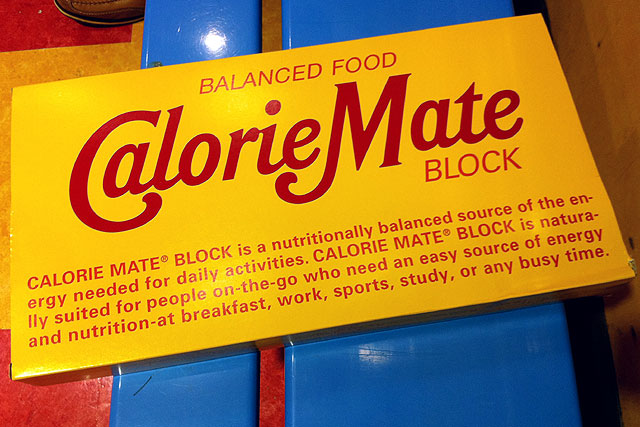 BALANCED FOOD
CalorieMate
BLOCK
CALORIE MATE® BLOCK is a nutritionally balanced source of the en-
ergy needed for daily activities. CALORIE MATE® BLOCK is natura-
lly suited for people on-the-go who need an easy source of energy
and nutrition-at breakfast, work, sports, study, or any busy time.